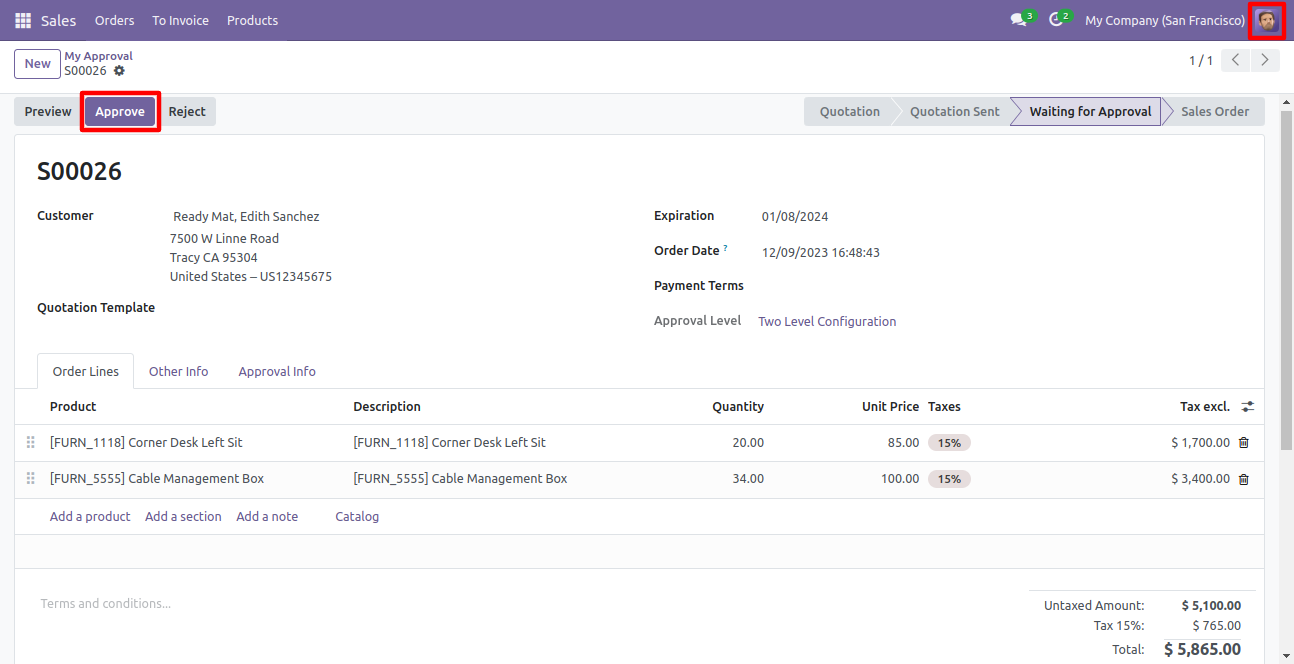 Sales Orders To Invoice Products 3 2 My Company (San Francisco)
New My Approval
S00026
1 / 1
Preview Approve Reject Quotation Quotation Sent Waiting for Approval Sales Order
S00026
Customer Ready Mat, Edith Sanchez
7500 W Linne Road
Tracy CA 95304
United States – US12345675
Quotation Template
Expiration 01/08/2024
Order Date ? 12/09/2023 16:48:43
Payment Terms
Approval Level Two Level Configuration
Order Lines Other Info Approval Info
Product Description Quantity Unit Price Taxes Tax excl.
[FURN_1118] Corner Desk Left Sit [FURN_1118] Corner Desk Left Sit 20.00 85.00 15% $ 1,700.00
[FURN_5555] Cable Management Box [FURN_5555] Cable Management Box 34.00 100.00 15% $ 3,400.00
Add a product Add a section Add a note Catalog
Terms and conditions...
Untaxed Amount: $ 5,100.00
Tax 15%: $ 765.00
Total: $ 5,865.00